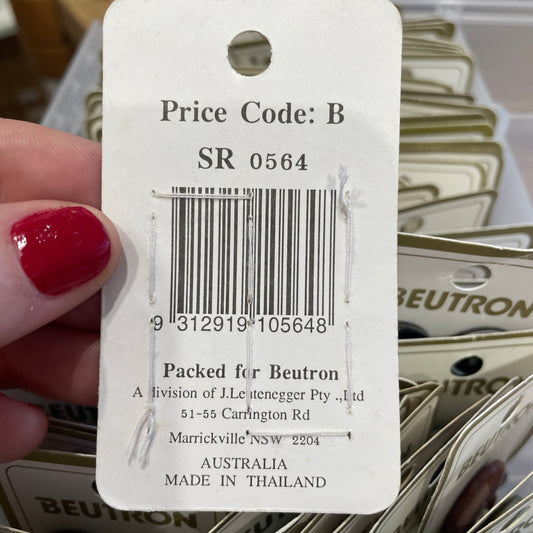 Price Code: B
SR 0564
9 312919 105648
Packed for Beutron
A division of J.Leutenegger Pty .,Ltd
51-55 Carrington Rd
Marrickville NSW 2204
AUSTRALIA
MADE IN THAILAND
BEUTRON
BEUTRON
BEUTRON